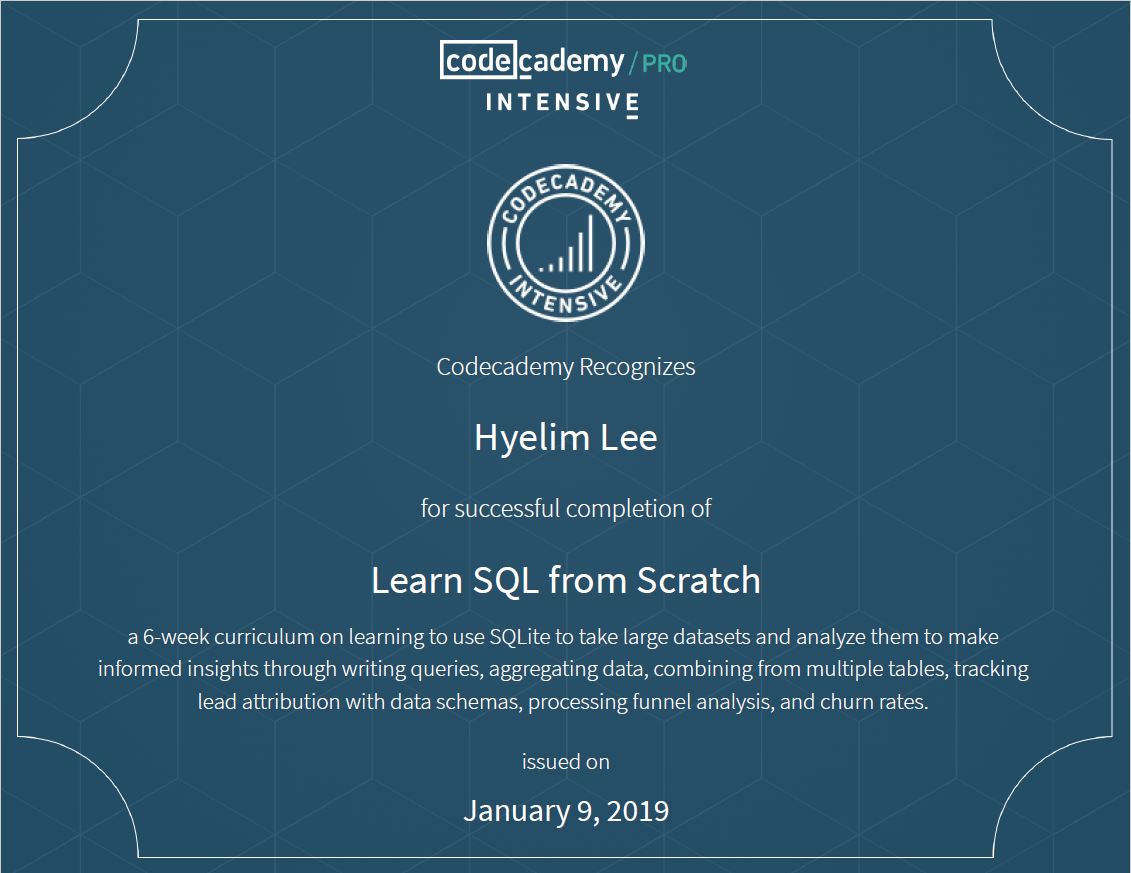 codecademy / PRO
INTENSIVE
CODECADEMY
INTENSIVE
Codecademy Recognizes
Hyelim Lee
for successful completion of
Learn SQL from Scratch
a 6-week curriculum on learning to use SQLite to take large datasets and analyze them to make
informed insights through writing queries, aggregating data, combining from multiple tables, tracking
lead attribution with data schemas, processing funnel analysis, and churn rates.
issued on
January 9, 2019